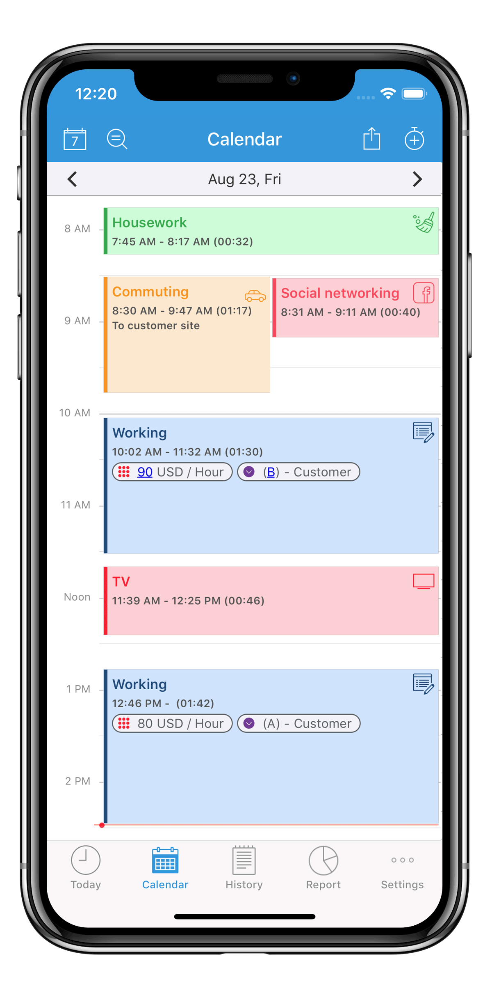 12:20
7
Calendar
Aug 23, Fri
8 AM
Housework
7:45 AM - 8:17 AM (00:32)
Commuting
8:30 AM - 9:47 AM (01:17)
To customer site
Social networking
8:31 AM - 9:11 AM (00:40)
9 AM
10 AM
Working
10:02 AM - 11:32 AM (01:30)
90 USD / Hour
(B) - Customer
11 AM
TV
11:39 AM - 12:25 PM (00:46)
Noon
Working
12:46 PM - (01:42)
80 USD / Hour
(A) - Customer
1 PM
2 PM
Today
Calendar
History
Report
Settings